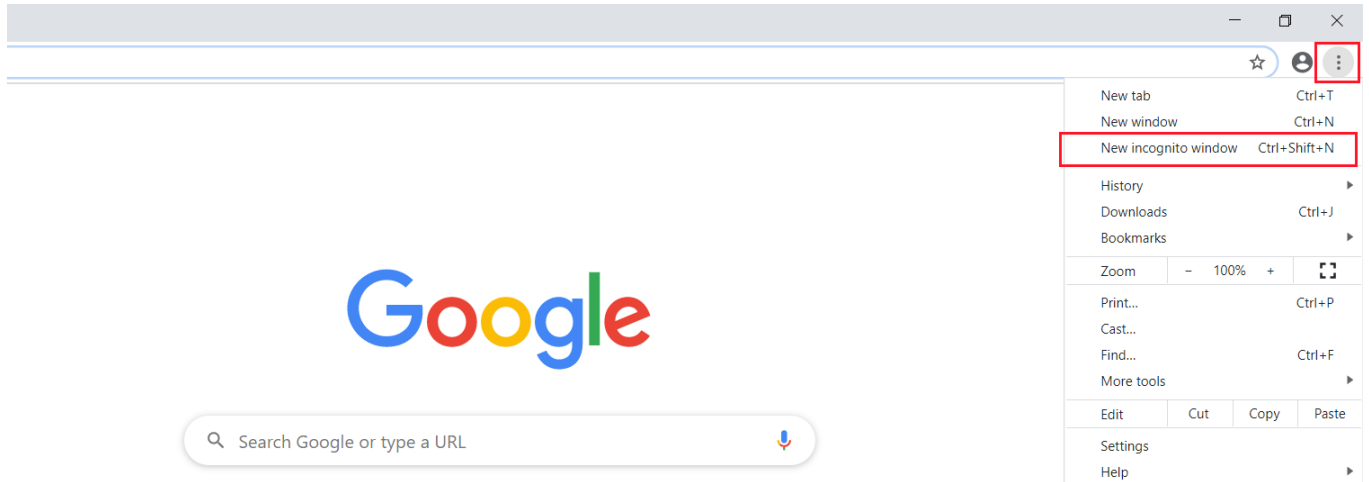 New tab Ctrl+T
New window Ctrl+N
New incognito window Ctrl+Shift+N
History
Downloads Ctrl+J
Bookmarks
Zoom - 100% +
Print... Ctrl+P
Cast...
Find... Ctrl+F
More tools
Edit Cut Copy Paste
Settings
Help
Google
Search Google or type a URL